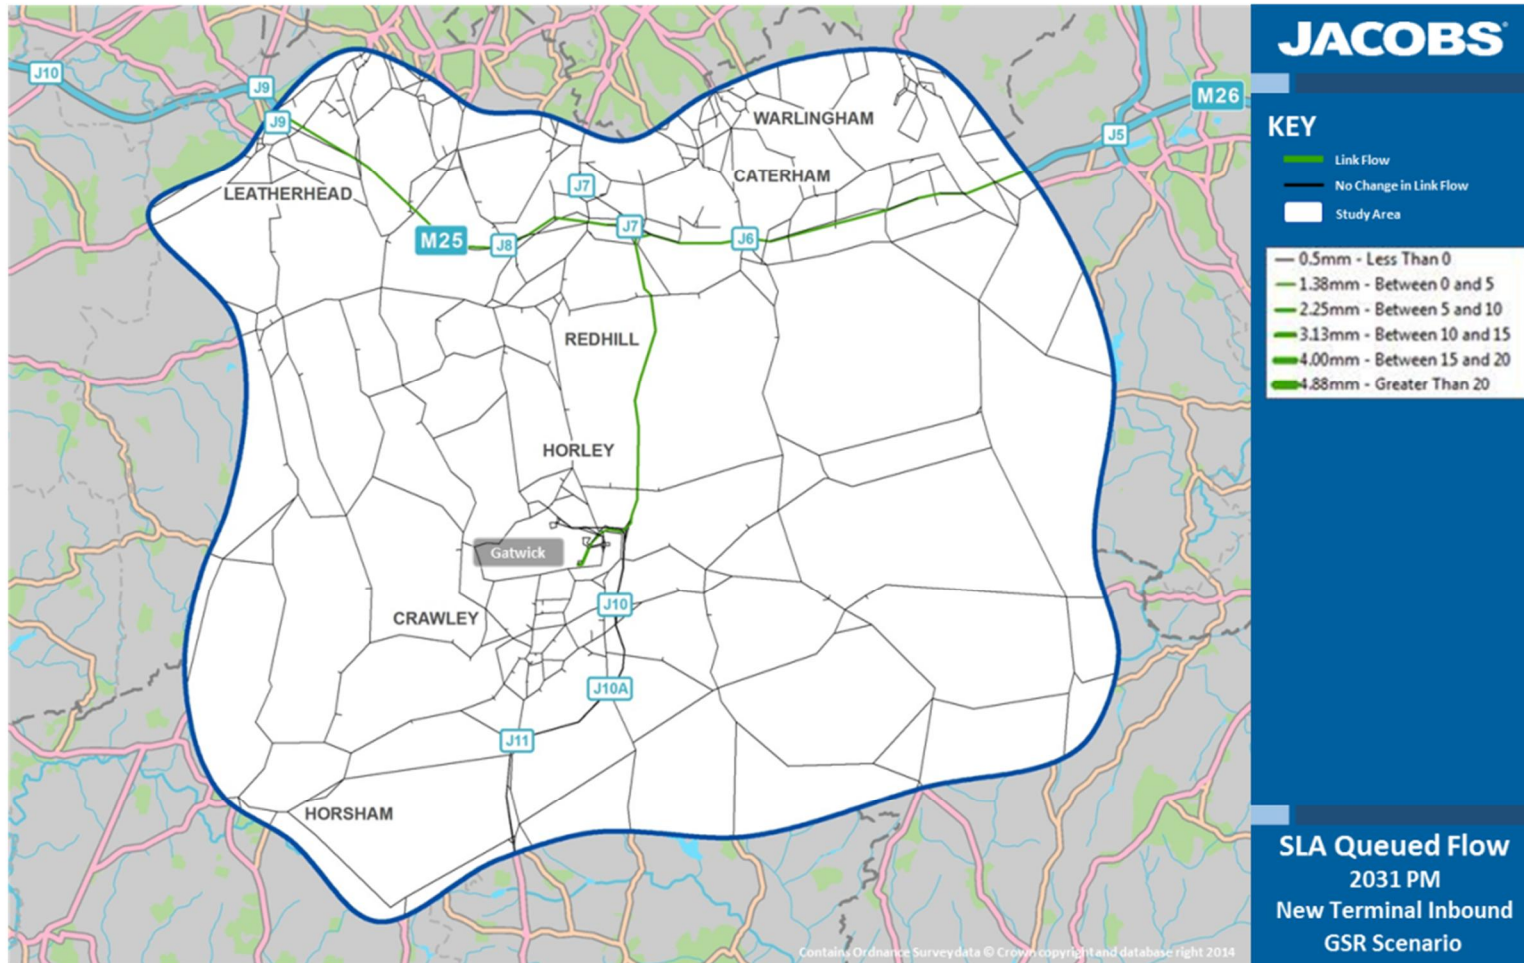 JACOBS
J10
J9
J9
M26
J5
WARLINGHAM
CATERHAM
LEATHERHEAD
J7
M25
J8
J7
J6
REDHILL
HORLEY
Gatwick
CRAWLEY
J10
J10A
J11
HORSHAM
Contains Ordnance Survey data © Crown copyright and database right 2014
KEY
Link Flow
No Change in Link Flow
Study Area
0.5mm - Less Than 0
1.38mm - Between 0 and 5
2.25mm - Between 5 and 10
3.13mm - Between 10 and 15
4.00mm - Between 15 and 20
4.88mm - Greater Than 20
SLA Queued Flow
2031 PM
New Terminal Inbound
GSR Scenario